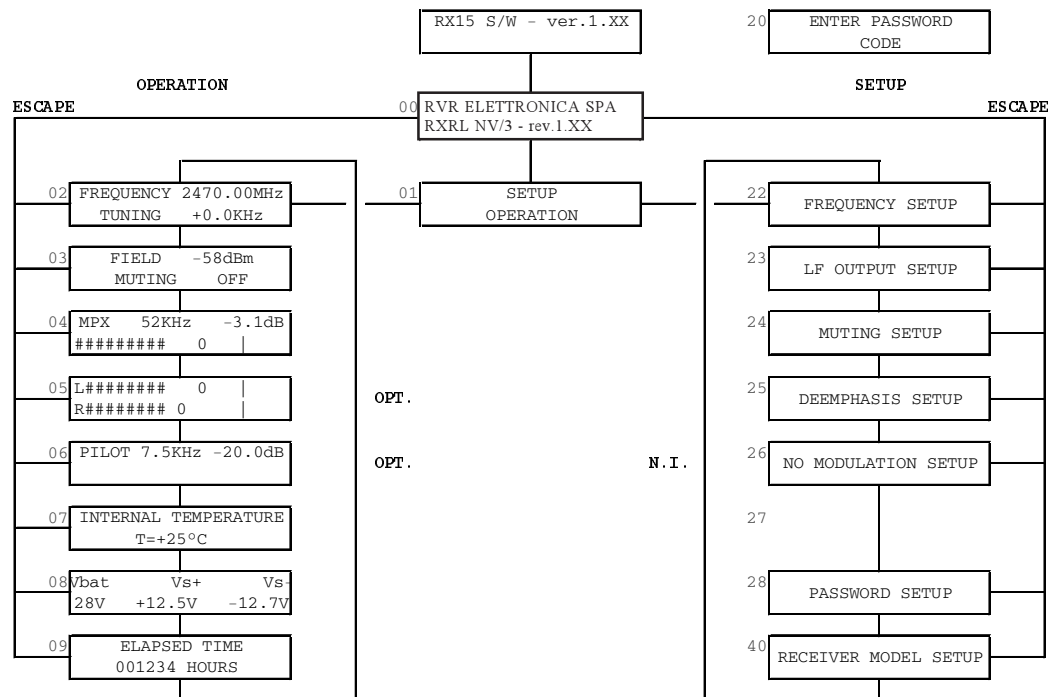 RX15 S/W - ver.1.XX
20 ENTER PASSWORD
CODE
OPERATION
SETUP
ESCAPE
00 RVR ELETTRONICA SPA
RXRL NV/3 - rev.1.XX
ESCAPE
02 FREQUENCY 2470.00MHz
TUNING +0.0KHz
01 SETUP
OPERATION
22 FREQUENCY SETUP
03 FIELD -58dBm
MUTING OFF
23 LF OUTPUT SETUP
04 MPX 52KHz -3.1dB
######### 0 |
24 MUTING SETUP
05 L######## 0 |
R######## 0 |
OPT.
25 DEEMPHASIS SETUP
06 PILOT 7.5KHz -20.0dB
OPT.
N.I.
26 NO MODULATION SETUP
07 INTERNAL TEMPERATURE
T=+25°C
27
08 Vbat Vs+ Vs-
28V +12.5V -12.7V
28 PASSWORD SETUP
09 ELAPSED TIME
001234 HOURS
40 RECEIVER MODEL SETUP